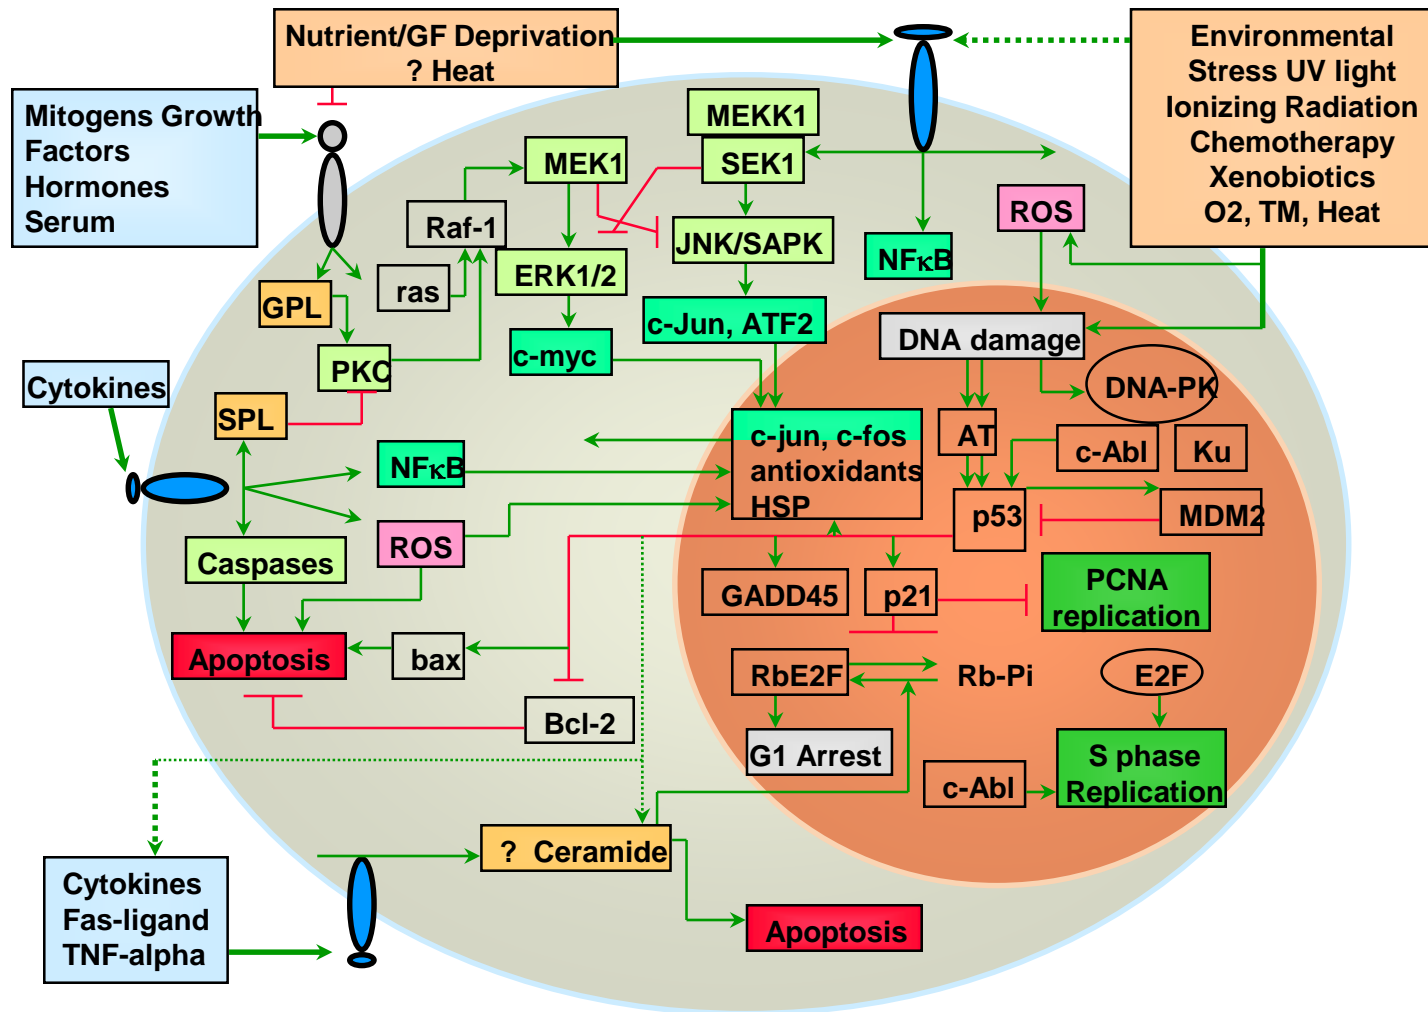 Nutrient/GF Deprivation
? Heat
Environmental
Stress UV light
Ionizing Radiation
Chemotherapy
Xenobiotics
O2, TM, Heat
Mitogens Growth
Factors
Hormones
Serum
MEKK1
SEK1
MEK1
Raf-1
ras
ERK1/2
JNK/SAPK
NFκB
ROS
GPL
c-Jun, ATF2
c-myc
PKC
DNA damage
DNA-PK
Cytokines
SPL
c-jun, c-fos
antioxidants
HSP
AT
c-Abl
Ku
NFκB
p53
MDM2
ROS
Caspases
GADD45
p21
PCNA
replication
Apoptosis
bax
RbE2F
Rb-Pi
E2F
Bcl-2
G1 Arrest
c-Abl
S phase
Replication
? Ceramide
Cytokines
Fas-ligand
TNF-alpha
Apoptosis